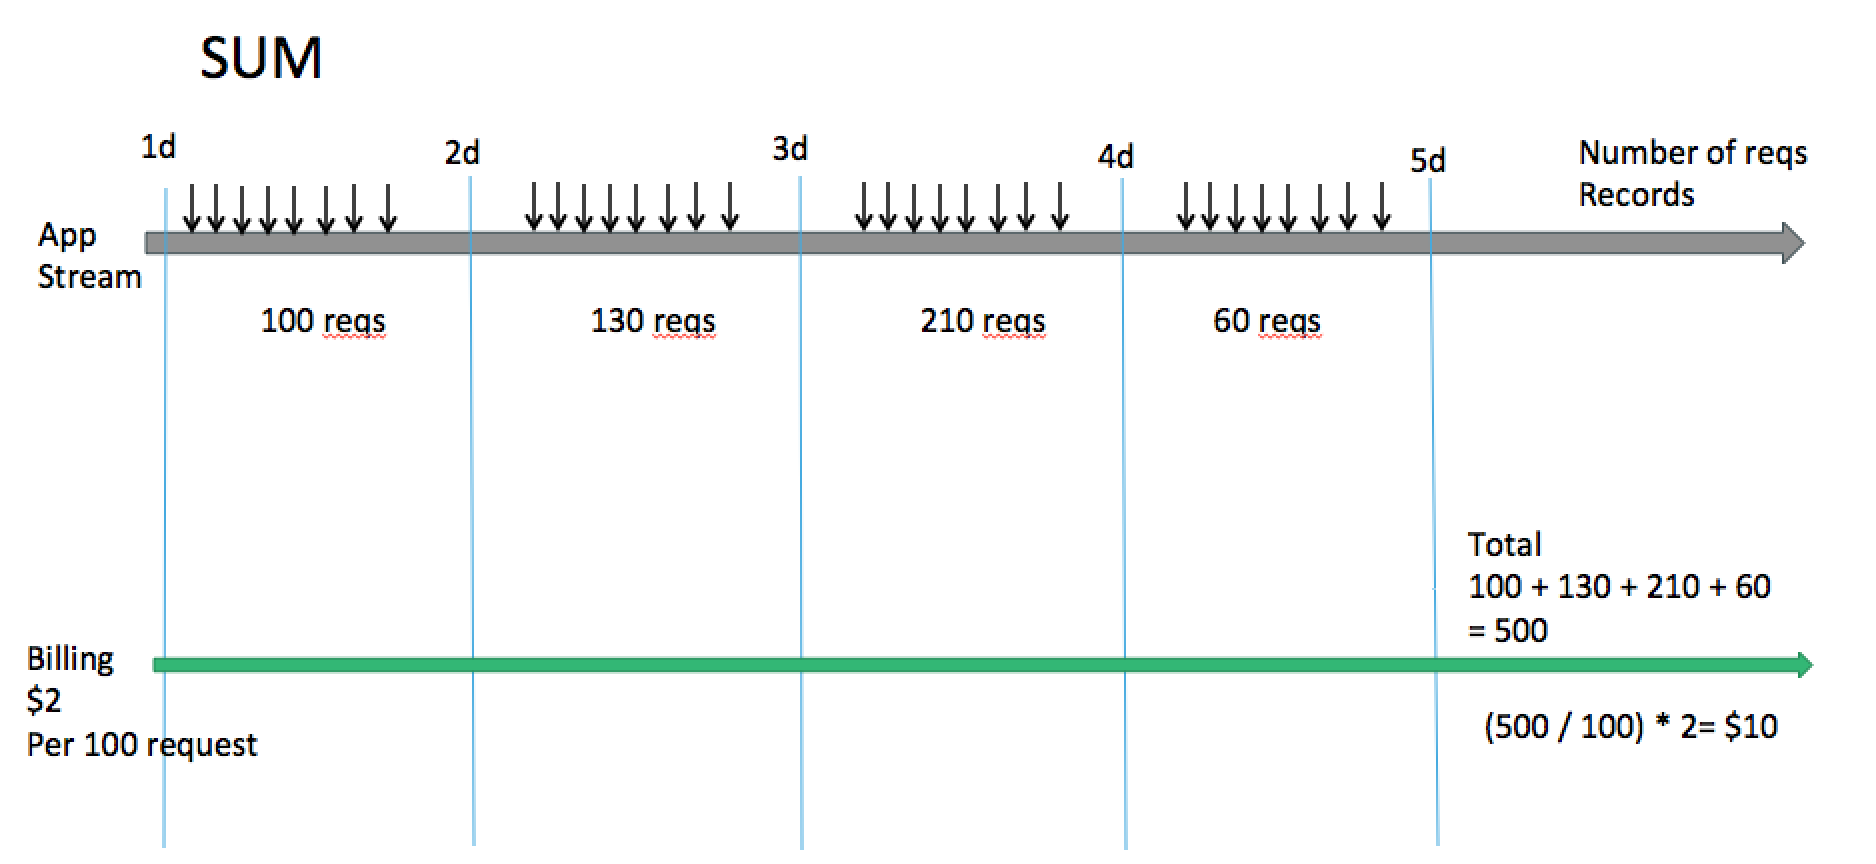 SUM
1d
2d
3d
4d
5d
Number of reqs
Records
App
Stream
100 reqs
130 reqs
210 reqs
60 reqs
Total
100 + 130 + 210 + 60
= 500
Billing
$2
Per 100 request
(500 / 100) * 2= $10